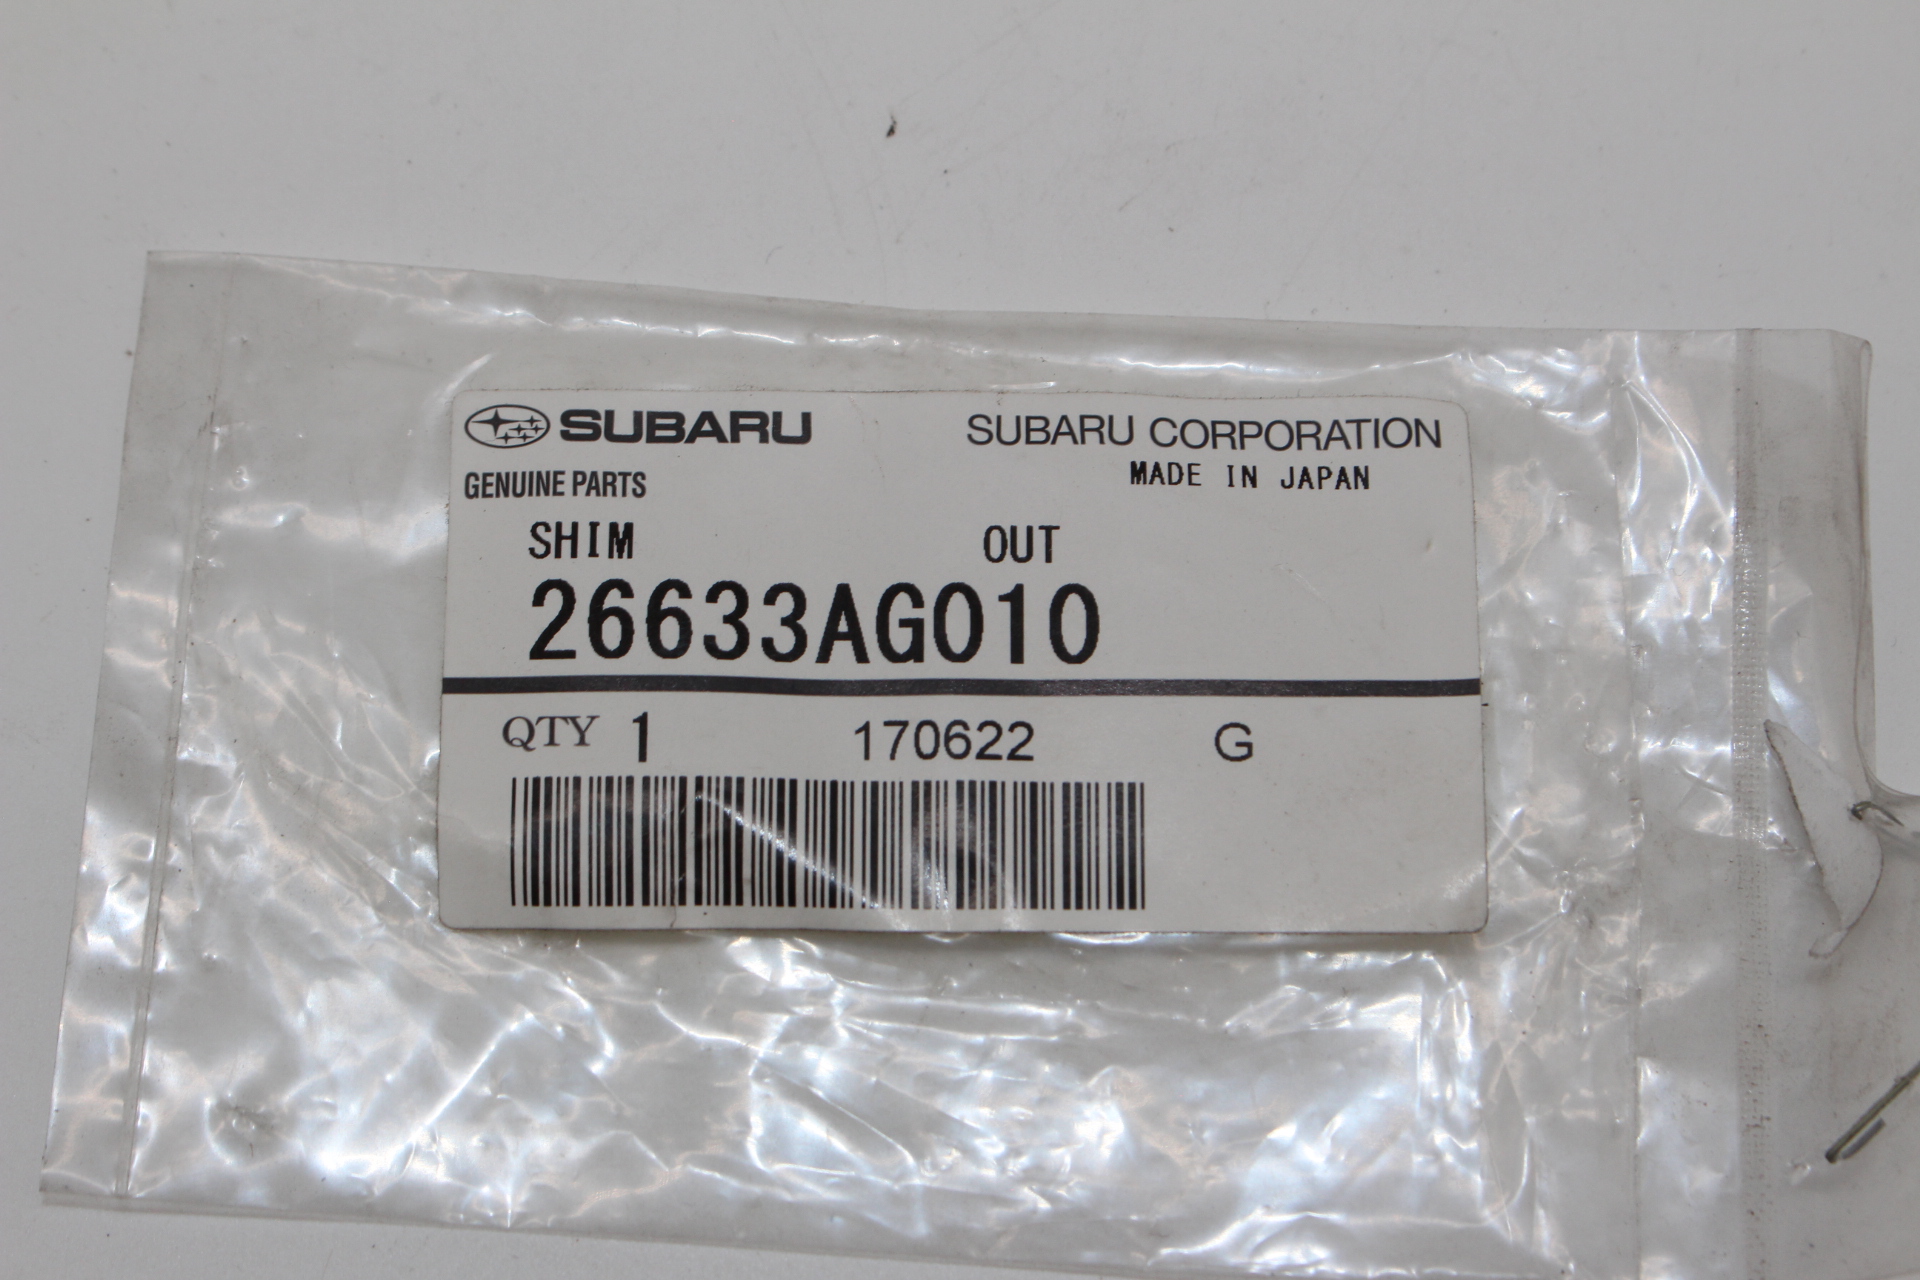 SUBARU SUBARU CORPORATION
GENUINE PARTS MADE IN JAPAN
SHIM OUT
26633AG010
QTY 1 170622 G